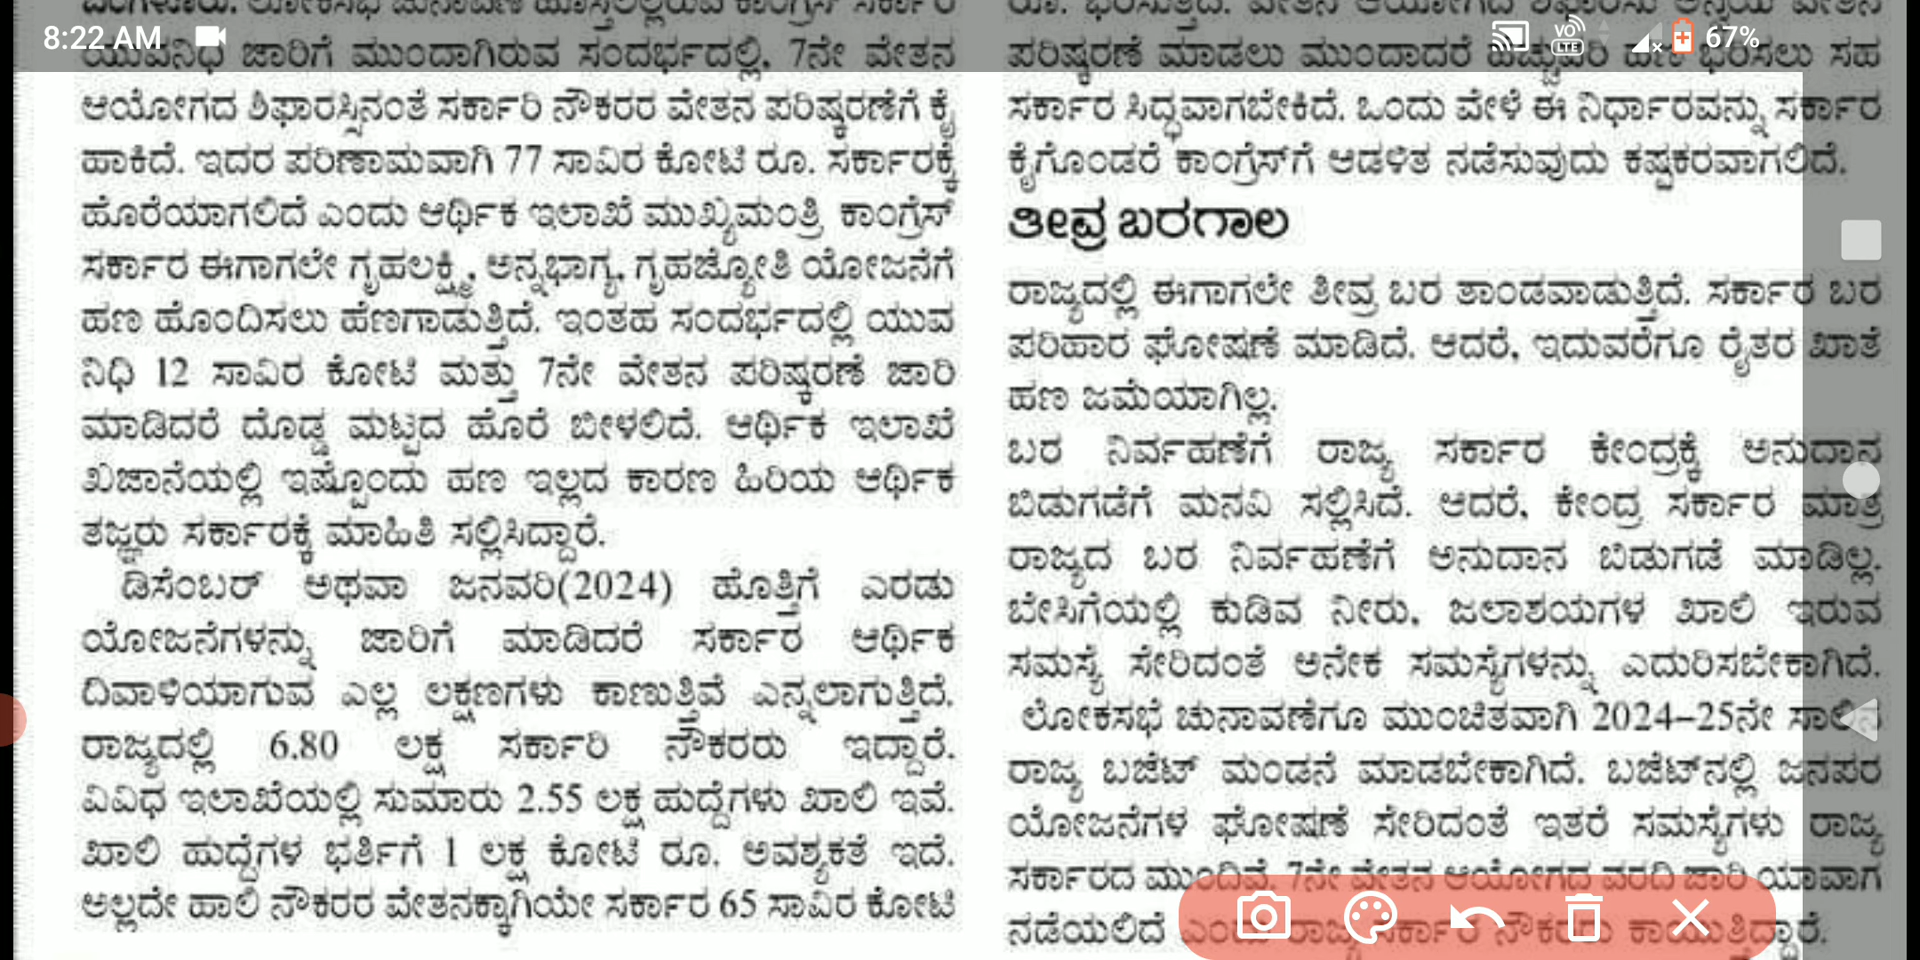 8:22 AM
VO LTE
67%
ಯುವನಿಧಿ ಜಾರಿಗೆ ಮುಂದಾಗಿರುವ ಸಂದರ್ಭದಲ್ಲಿ, 7ನೇ ವೇತನ
ಆಯೋಗದ ಶಿಫಾರಸ್ಸಿನಂತೆ ಸರ್ಕಾರಿ ನೌಕರರ ವೇತನ ಪರಿಷ್ಕರಣೆಗೆ ಕೈ
ಹಾಕಿದೆ. ಇದರ ಪರಿಣಾಮವಾಗಿ 77 ಸಾವಿರ ಕೋಟಿ ರೂ. ಸರ್ಕಾರಕ್ಕೆ
ಹೊರೆಯಾಗಲಿದೆ ಎಂದು ಆರ್ಥಿಕ ಇಲಾಖೆ ಮುಖ್ಯಮಂತ್ರಿ ಕಾಂಗ್ರೆಸ್
ಸರ್ಕಾರ ಈಗಾಗಲೇ ಗೃಹಲಕ್ಷ್ಮಿ, ಅನ್ನಭಾಗ್ಯ, ಗೃಹಜ್ಯೋತಿ ಯೋಜನೆಗೆ
ಹಣ ಹೊಂದಿಸಲು ಹೆಣಗಾಡುತ್ತಿದೆ. ಇಂತಹ ಸಂದರ್ಭದಲ್ಲಿ ಯುವ
ನಿಧಿ 12 ಸಾವಿರ ಕೋಟಿ ಮತ್ತು 7ನೇ ವೇತನ ಪರಿಷ್ಕರಣೆ ಜಾರಿ
ಮಾಡಿದರೆ ದೊಡ್ಡ ಮಟ್ಟದ ಹೊರೆ ಬೀಳಲಿದೆ. ಆರ್ಥಿಕ ಇಲಾಖೆ
ಖಜಾನೆಯಲ್ಲಿ ಇಷ್ಟೊಂದು ಹಣ ಇಲ್ಲದ ಕಾರಣ ಹಿರಿಯ ಆರ್ಥಿಕ
ತಜ್ಞರು ಸರ್ಕಾರಕ್ಕೆ ಮಾಹಿತಿ ಸಲ್ಲಿಸಿದ್ದಾರೆ.
ಡಿಸೆಂಬರ್ ಅಥವಾ ಜನವರಿ(2024) ಹೊತ್ತಿಗೆ ಎರಡು
ಯೋಜನೆಗಳನ್ನು ಜಾರಿಗೆ ಮಾಡಿದರೆ ಸರ್ಕಾರ ಆರ್ಥಿಕ
ದಿವಾಳಿಯಾಗುವ ಎಲ್ಲ ಲಕ್ಷಣಗಳು ಕಾಣುತ್ತಿವೆ ಎನ್ನಲಾಗುತ್ತಿದೆ.
ರಾಜ್ಯದಲ್ಲಿ 6.80 ಲಕ್ಷ ಸರ್ಕಾರಿ ನೌಕರರು ಇದ್ದಾರೆ.
ವಿವಿಧ ಇಲಾಖೆಯಲ್ಲಿ ಸುಮಾರು 2.55 ಲಕ್ಷ ಹುದ್ದೆಗಳು ಖಾಲಿ ಇವೆ.
ಖಾಲಿ ಹುದ್ದೆಗಳ ಭರ್ತಿಗೆ 1 ಲಕ್ಷ ಕೋಟಿ ರೂ. ಅವಶ್ಯಕತೆ ಇದೆ.
ಅಲ್ಲದೇ ಹಾಲಿ ನೌಕರರ ವೇತನಕ್ಕಾಗಿಯೇ ಸರ್ಕಾರ 65 ಸಾವಿರ ಕೋಟಿ
ಪರಿಷ್ಕರಣೆ ಮಾಡಲು ಮುಂದಾದರೆ ಹೆಚ್ಚುವರಿ ಹಣ ಭರಿಸಲು ಸಹ
ಸರ್ಕಾರ ಸಿದ್ಧವಾಗಬೇಕಿದೆ. ಒಂದು ವೇಳೆ ಈ ನಿರ್ಧಾರವನ್ನು ಸರ್ಕಾರ
ಕೈಗೊಂಡರೆ ಕಾಂಗ್ರೆಸ್‌ಗೆ ಆಡಳಿತ ನಡೆಸುವುದು ಕಷ್ಟಕರವಾಗಲಿದೆ.
ತೀವ್ರ ಬರಗಾಲ
ರಾಜ್ಯದಲ್ಲಿ ಈಗಾಗಲೇ ತೀವ್ರ ಬರ ತಾಂಡವಾಡುತ್ತಿದೆ. ಸರ್ಕಾರ ಬರ
ಪರಿಹಾರ ಘೋಷಣೆ ಮಾಡಿದೆ. ಆದರೆ, ಇದುವರೆಗೂ ರೈತರ ಖಾತೆ
ಹಣ ಜಮೆಯಾಗಿಲ್ಲ.
ಬರ ನಿರ್ವಹಣೆಗೆ ರಾಜ್ಯ ಸರ್ಕಾರ ಕೇಂದ್ರಕ್ಕೆ ಅನುದಾನ
ಬಿಡುಗಡೆಗೆ ಮನವಿ ಸಲ್ಲಿಸಿದೆ. ಆದರೆ, ಕೇಂದ್ರ ಸರ್ಕಾರ ಮಾತ್ರ
ರಾಜ್ಯದ ಬರ ನಿರ್ವಹಣೆಗೆ ಅನುದಾನ ಬಿಡುಗಡೆ ಮಾಡಿಲ್ಲ.
ಬೇಸಿಗೆಯಲ್ಲಿ ಕುಡಿವ ನೀರು, ಜಲಾಶಯಗಳ ಖಾಲಿ ಇರುವ
ಸಮಸ್ಯೆ ಸೇರಿದಂತೆ ಅನೇಕ ಸಮಸ್ಯೆಗಳನ್ನು ಎದುರಿಸಬೇಕಾಗಿದೆ.
ಲೋಕಸಭೆ ಚುನಾವಣೆಗೂ ಮುಂಚಿತವಾಗಿ 2024–25ನೇ ಸಾಲಿನ
ರಾಜ್ಯ ಬಜೆಟ್ ಮಂಡನೆ ಮಾಡಬೇಕಾಗಿದೆ. ಬಜೆಟ್‌ನಲ್ಲಿ ಜನಪರ
ಯೋಜನೆಗಳ ಘೋಷಣೆ ಸೇರಿದಂತೆ ಇತರೆ ಸಮಸ್ಯೆಗಳು ರಾಜ್ಯ
ಸರ್ಕಾರದ ಮುಂದಿವೆ. 7ನೇ ವೇತನ ಆಯೋಗದ ವರದಿ ಜಾರಿ ಯಾವಾಗ
ನಡೆಯಲಿದೆ ಎಂದು ರಾಜ್ಯ ಸರ್ಕಾರಿ ನೌಕರರು ಕಾಯುತ್ತಿದ್ದಾರೆ.